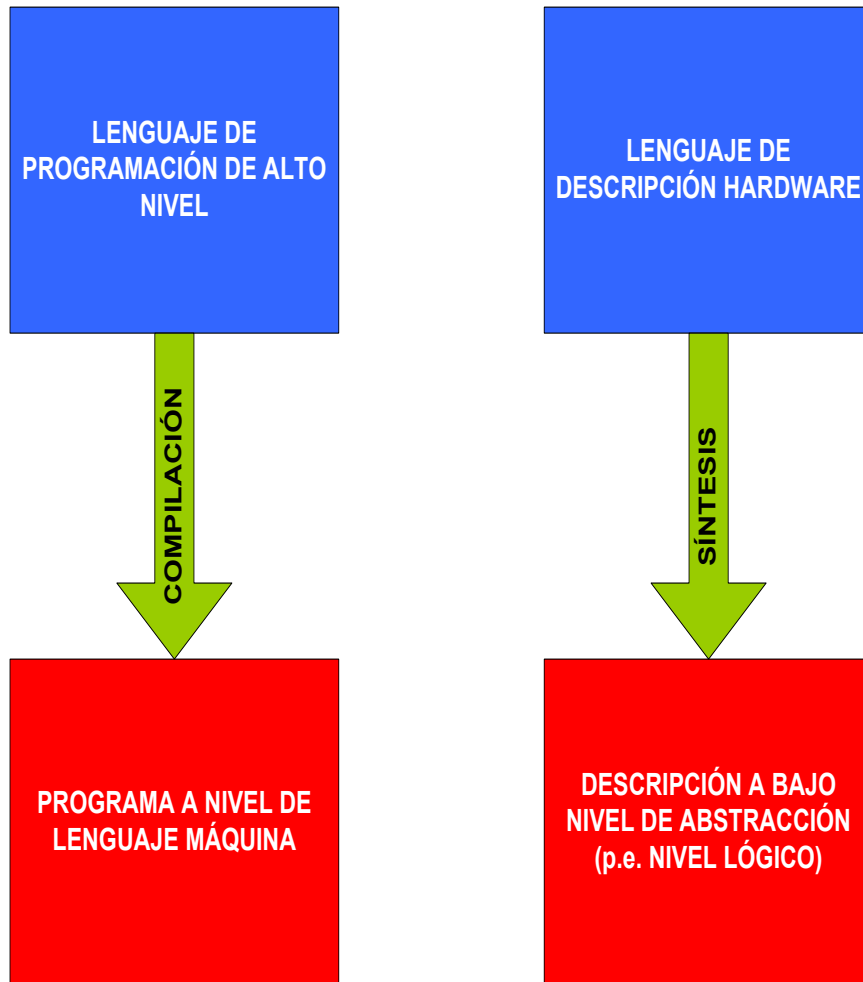 LENGUAJE DE
PROGRAMACIÓN DE ALTO
NIVEL
COMPILACIÓN
PROGRAMA A NIVEL DE
LENGUAJE MÁQUINA
LENGUAJE DE
DESCRIPCIÓN HARDWARE
SÍNTESIS
DESCRIPCIÓN A BAJO
NIVEL DE ABSTRACCIÓN
(p.e. NIVEL LÓGICO)